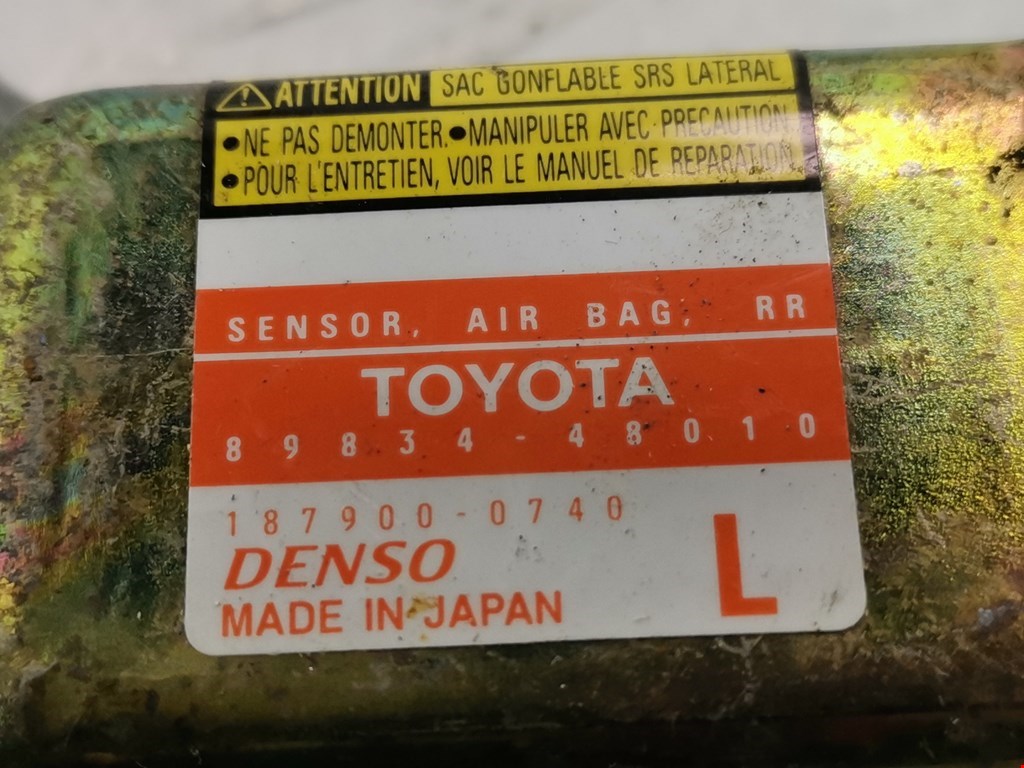 ATTENTION SAC GONFLABLE SRS LATERAL
•NE PAS DEMONTER. •MANIPULER AVEC PRECAUTION.
•POUR L'ENTRETIEN, VOIR LE MANUEL DE REPARATION.
SENSOR, AIR BAG, RR
TOYOTA
89834-48010
187900-0740
DENSO
MADE IN JAPAN
L